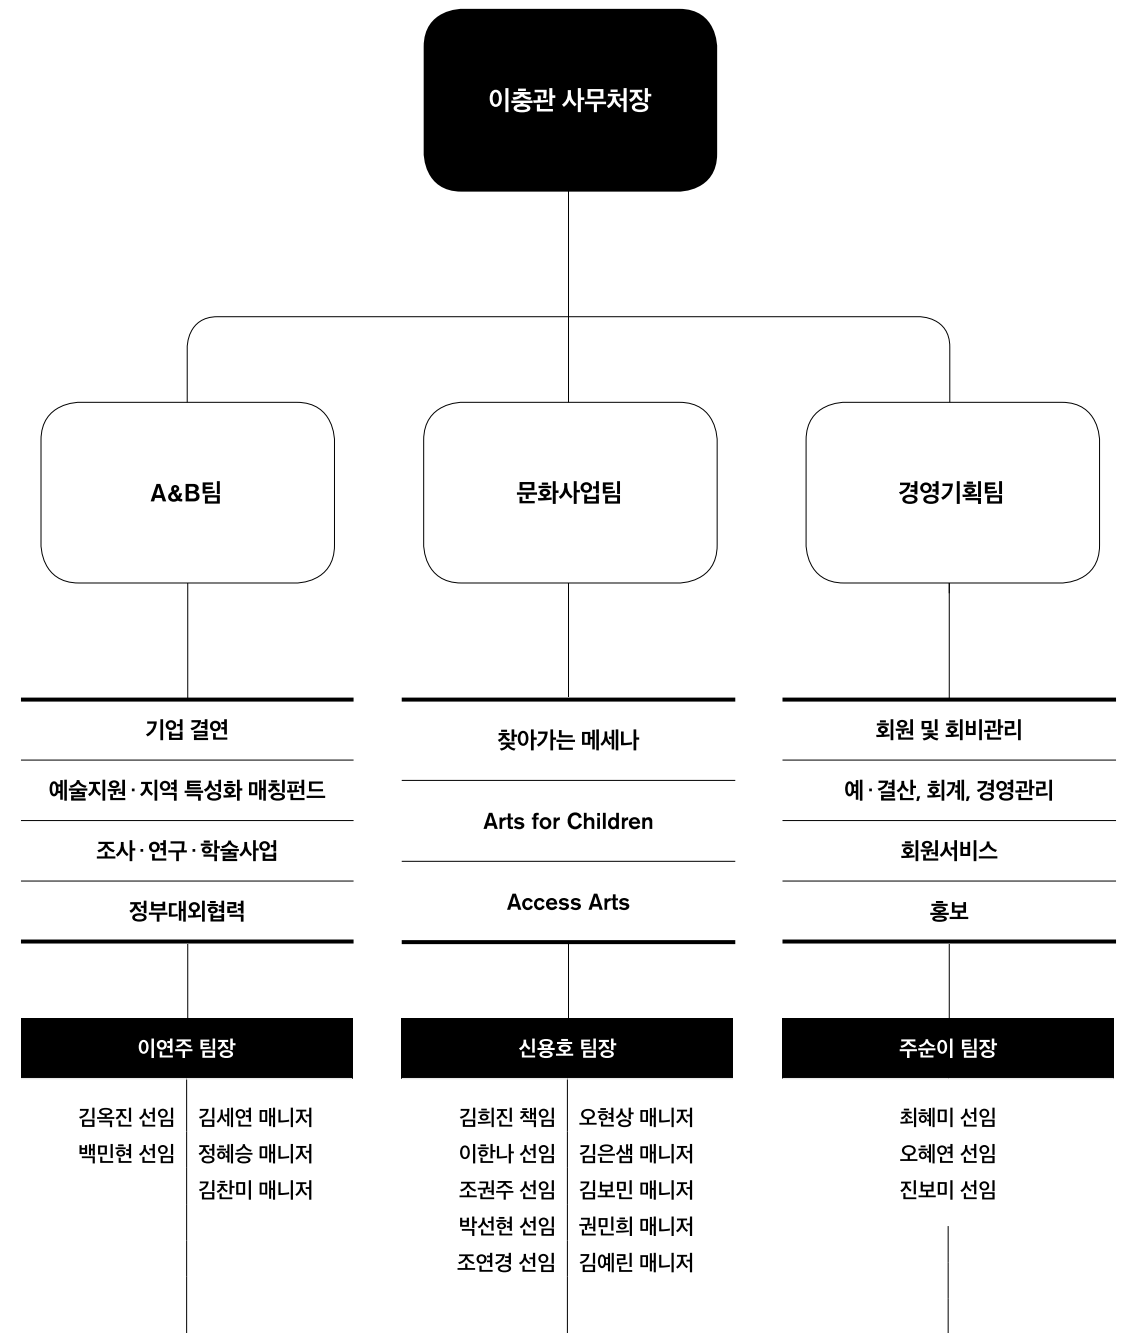 이충관 사무처장
A&B팀
문화사업팀
경영기획팀
기업 결연
예술지원·지역 특성화 매칭펀드
조사·연구·학술사업
정부대외협력
찾아가는 메세나
Arts for Children
Access Arts
회원 및 회비관리
예·결산, 회계, 경영관리
회원서비스
홍보
이연주 팀장
김옥진 선임
백민현 선임
김세연 매니저
정혜승 매니저
김찬미 매니저
신용호 팀장
김희진 책임
이한나 선임
조권주 선임
박선현 선임
조연경 선임
오현상 매니저
김은샘 매니저
김보민 매니저
권민희 매니저
김예린 매니저
주순이 팀장
최혜미 선임
오혜연 선임
진보미 선임